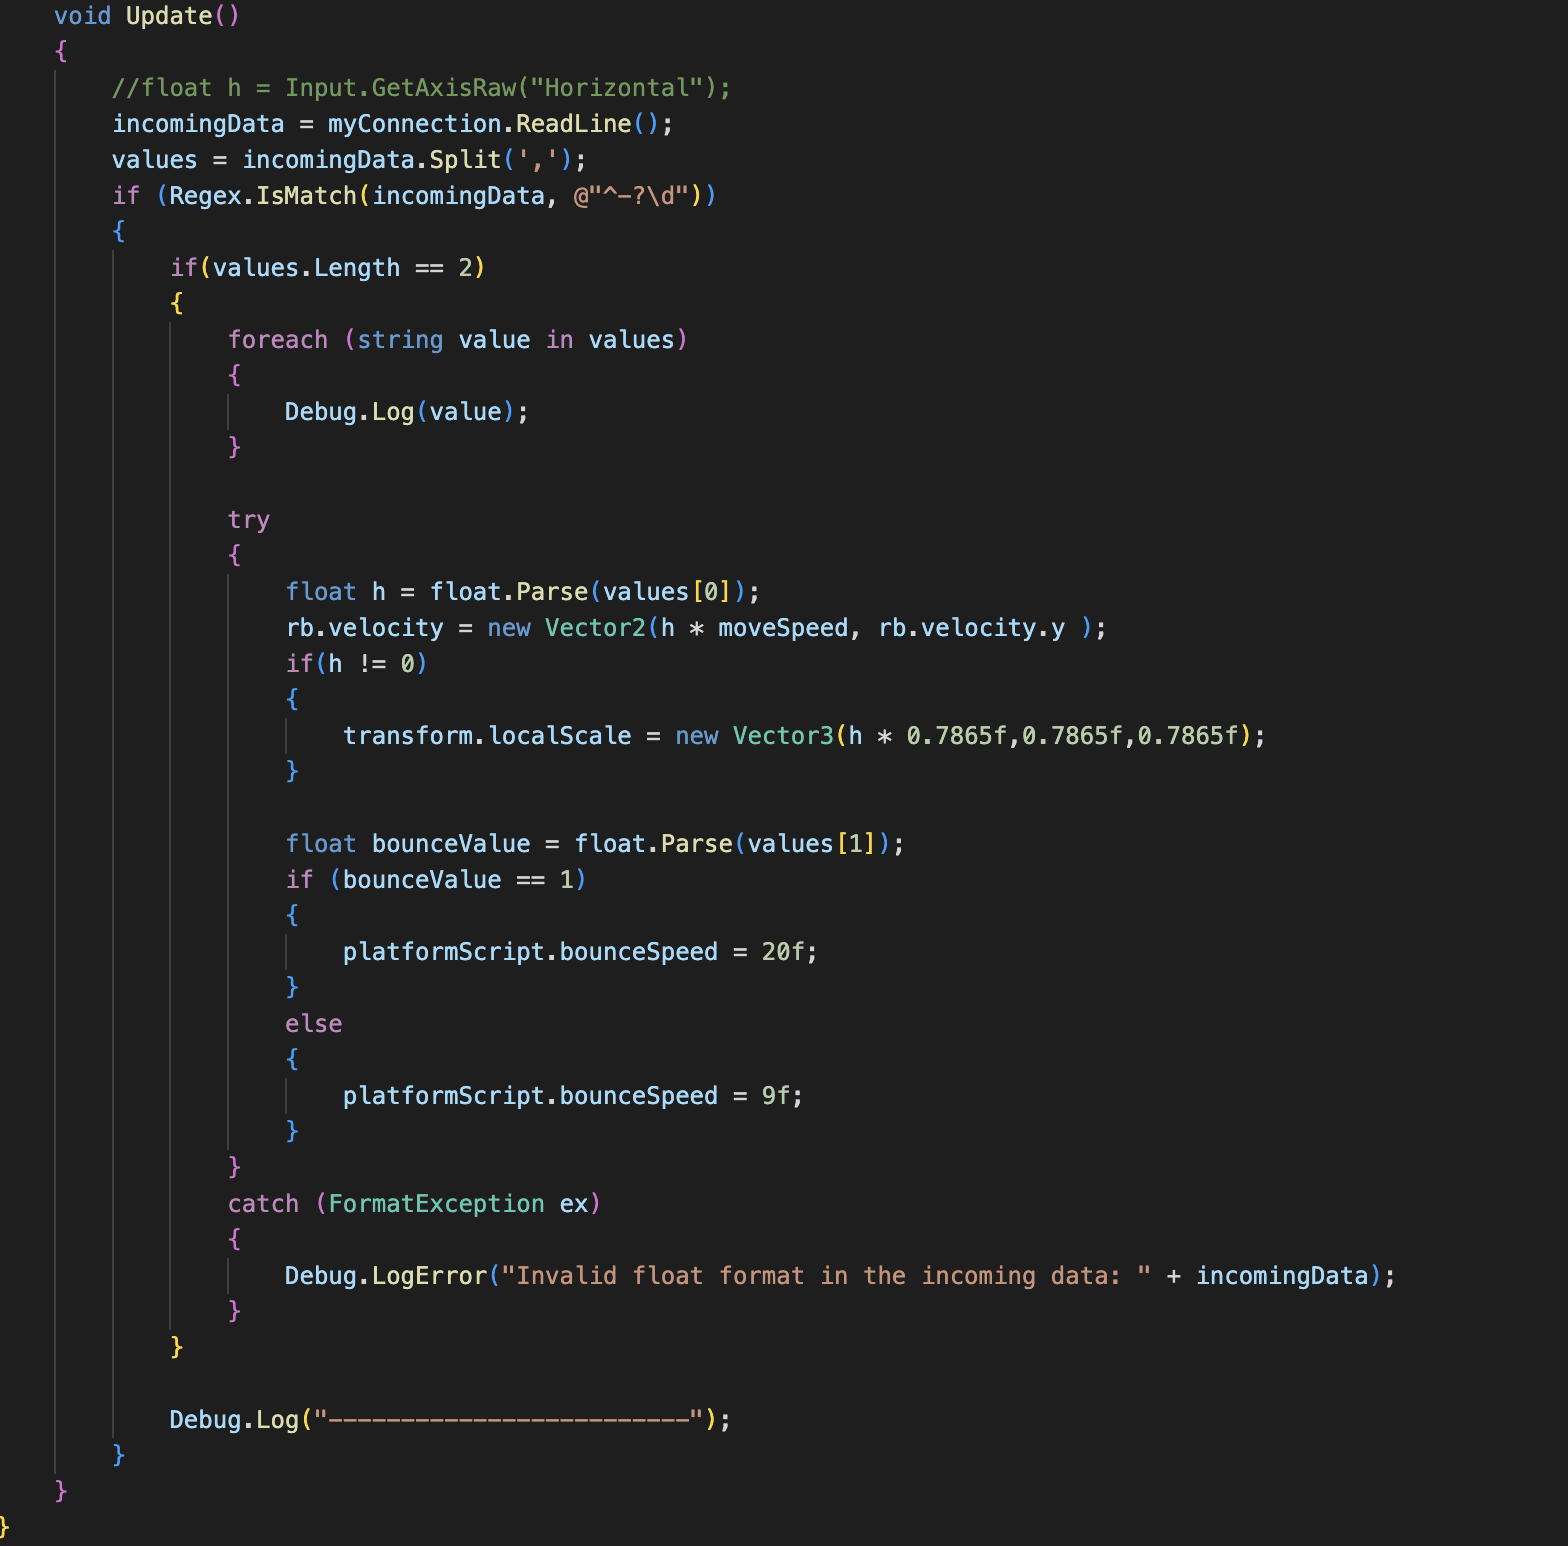 void Update()
{
//float h = Input.GetAxisRaw("Horizontal");
incomingData = myConnection.ReadLine();
values = incomingData.Split(',');
if (Regex.IsMatch(incomingData, @"^-?\d"))
{
if(values.Length == 2)
{
foreach (string value in values)
{
Debug.Log(value);
}
try
{
float h = float.Parse(values[0]);
rb.velocity = new Vector2(h * moveSpeed, rb.velocity.y );
if(h != 0)
{
transform.localScale = new Vector3(h * 0.7865f,0.7865f,0.7865f);
}
float bounceValue = float.Parse(values[1]);
if (bounceValue == 1)
{
platformScript.bounceSpeed = 20f;
}
else
{
platformScript.bounceSpeed = 9f;
}
}
catch (FormatException ex)
{
Debug.LogError("Invalid float format in the incoming data: " + incomingData);
}
}
Debug.Log("-------------------------");
}
}
}